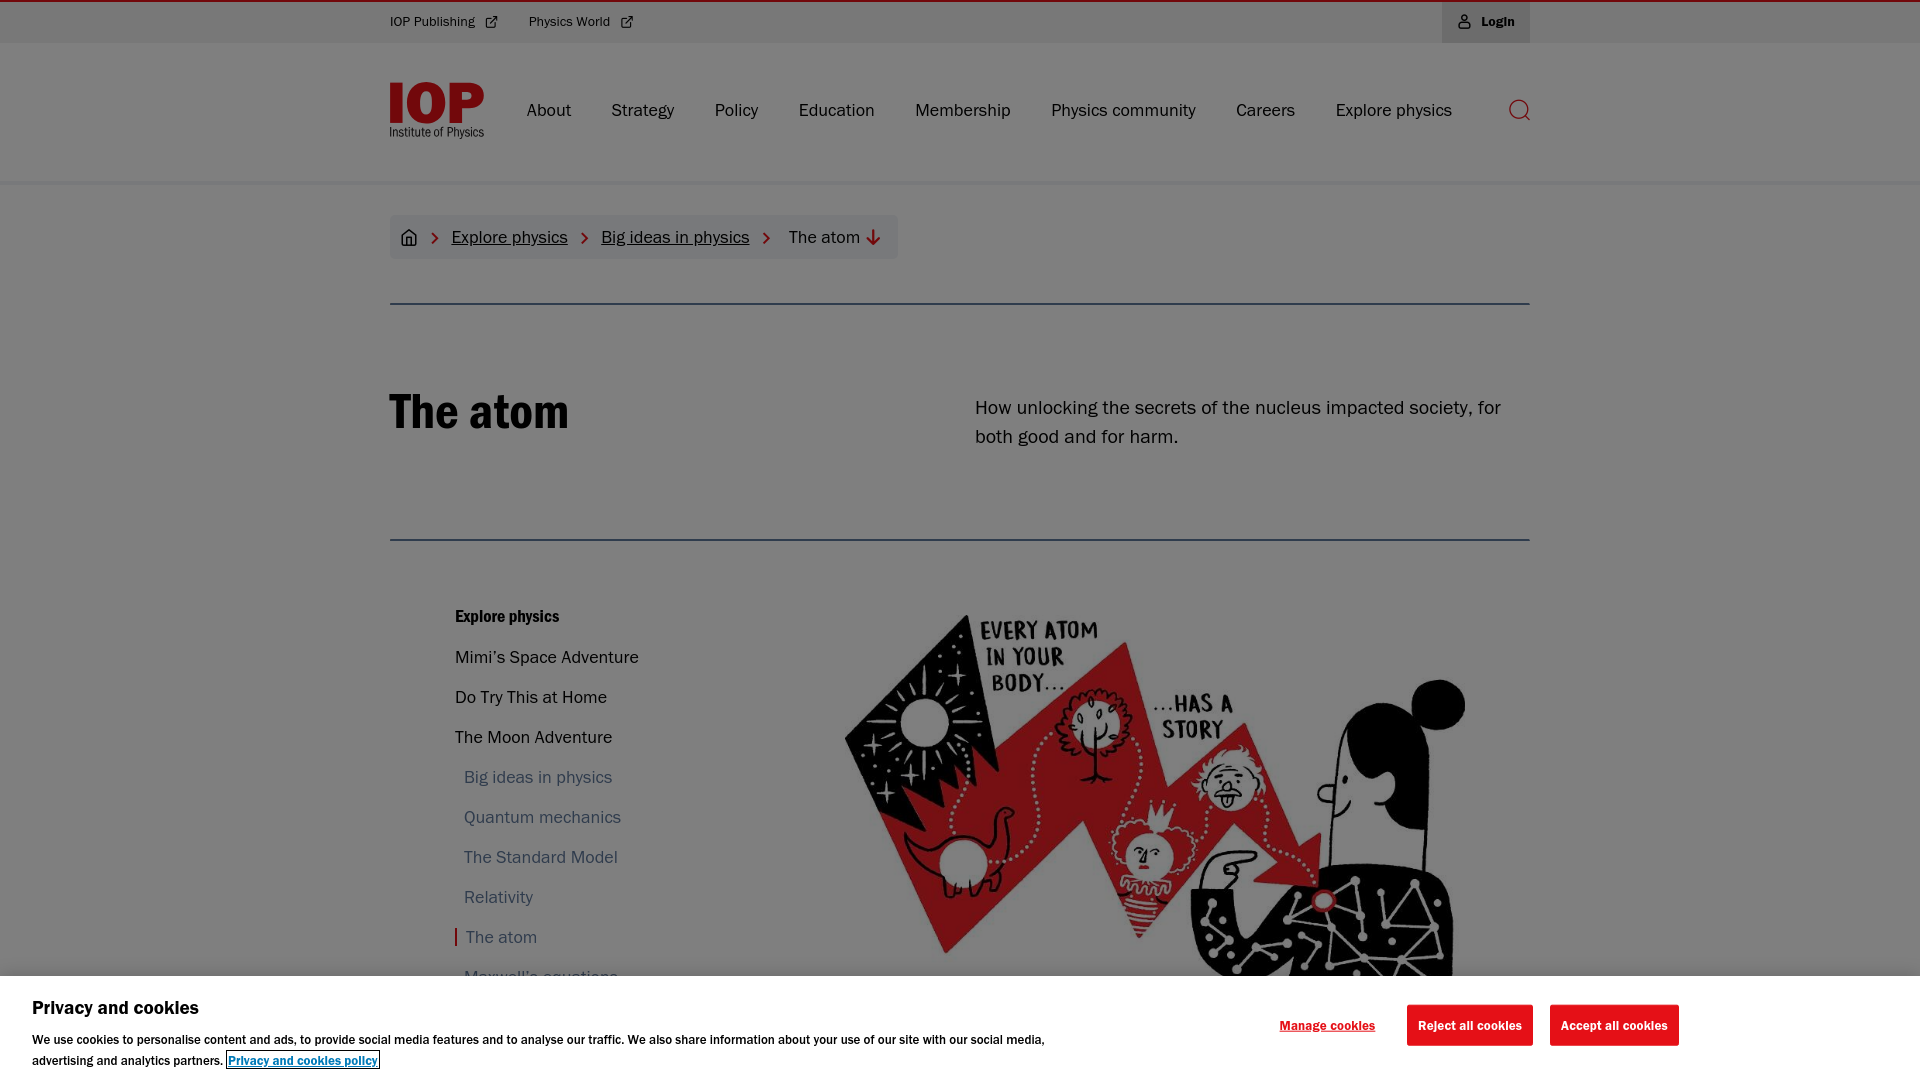 IOP Publishing
Physics World
Login
IOP
Institute of Physics
About
Strategy
Policy
Education
Membership
Physics community
Careers
Explore physics
Explore physics
Big ideas in physics
The atom
The atom
How unlocking the secrets of the nucleus impacted society, for
both good and for harm.
Explore physics
Mimi’s Space Adventure
Do Try This at Home
The Moon Adventure
Big ideas in physics
Quantum mechanics
The Standard Model
Relativity
The atom
Maxwell’s equations
EVERY ATOM
IN YOUR
BODY...
...HAS A
STORY
Privacy and cookies
We use cookies to personalise content and ads, to provide social media features and to analyse our traffic. We also share information about your use of our site with our social media,
advertising and analytics partners. Privacy and cookies policy
Manage cookies
Reject all cookies
Accept all cookies